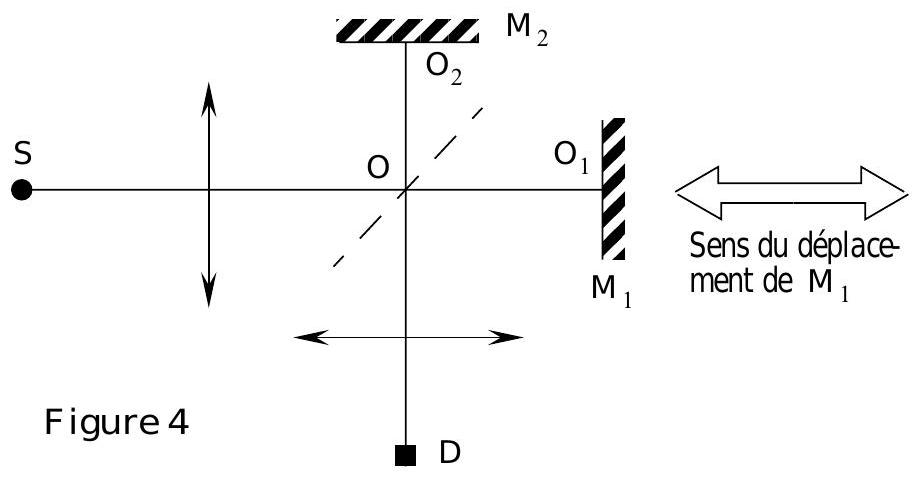 M₂
O₂
S
O
O₁
Sens du déplace-
ment de M₁
M₁
Figure 4
D